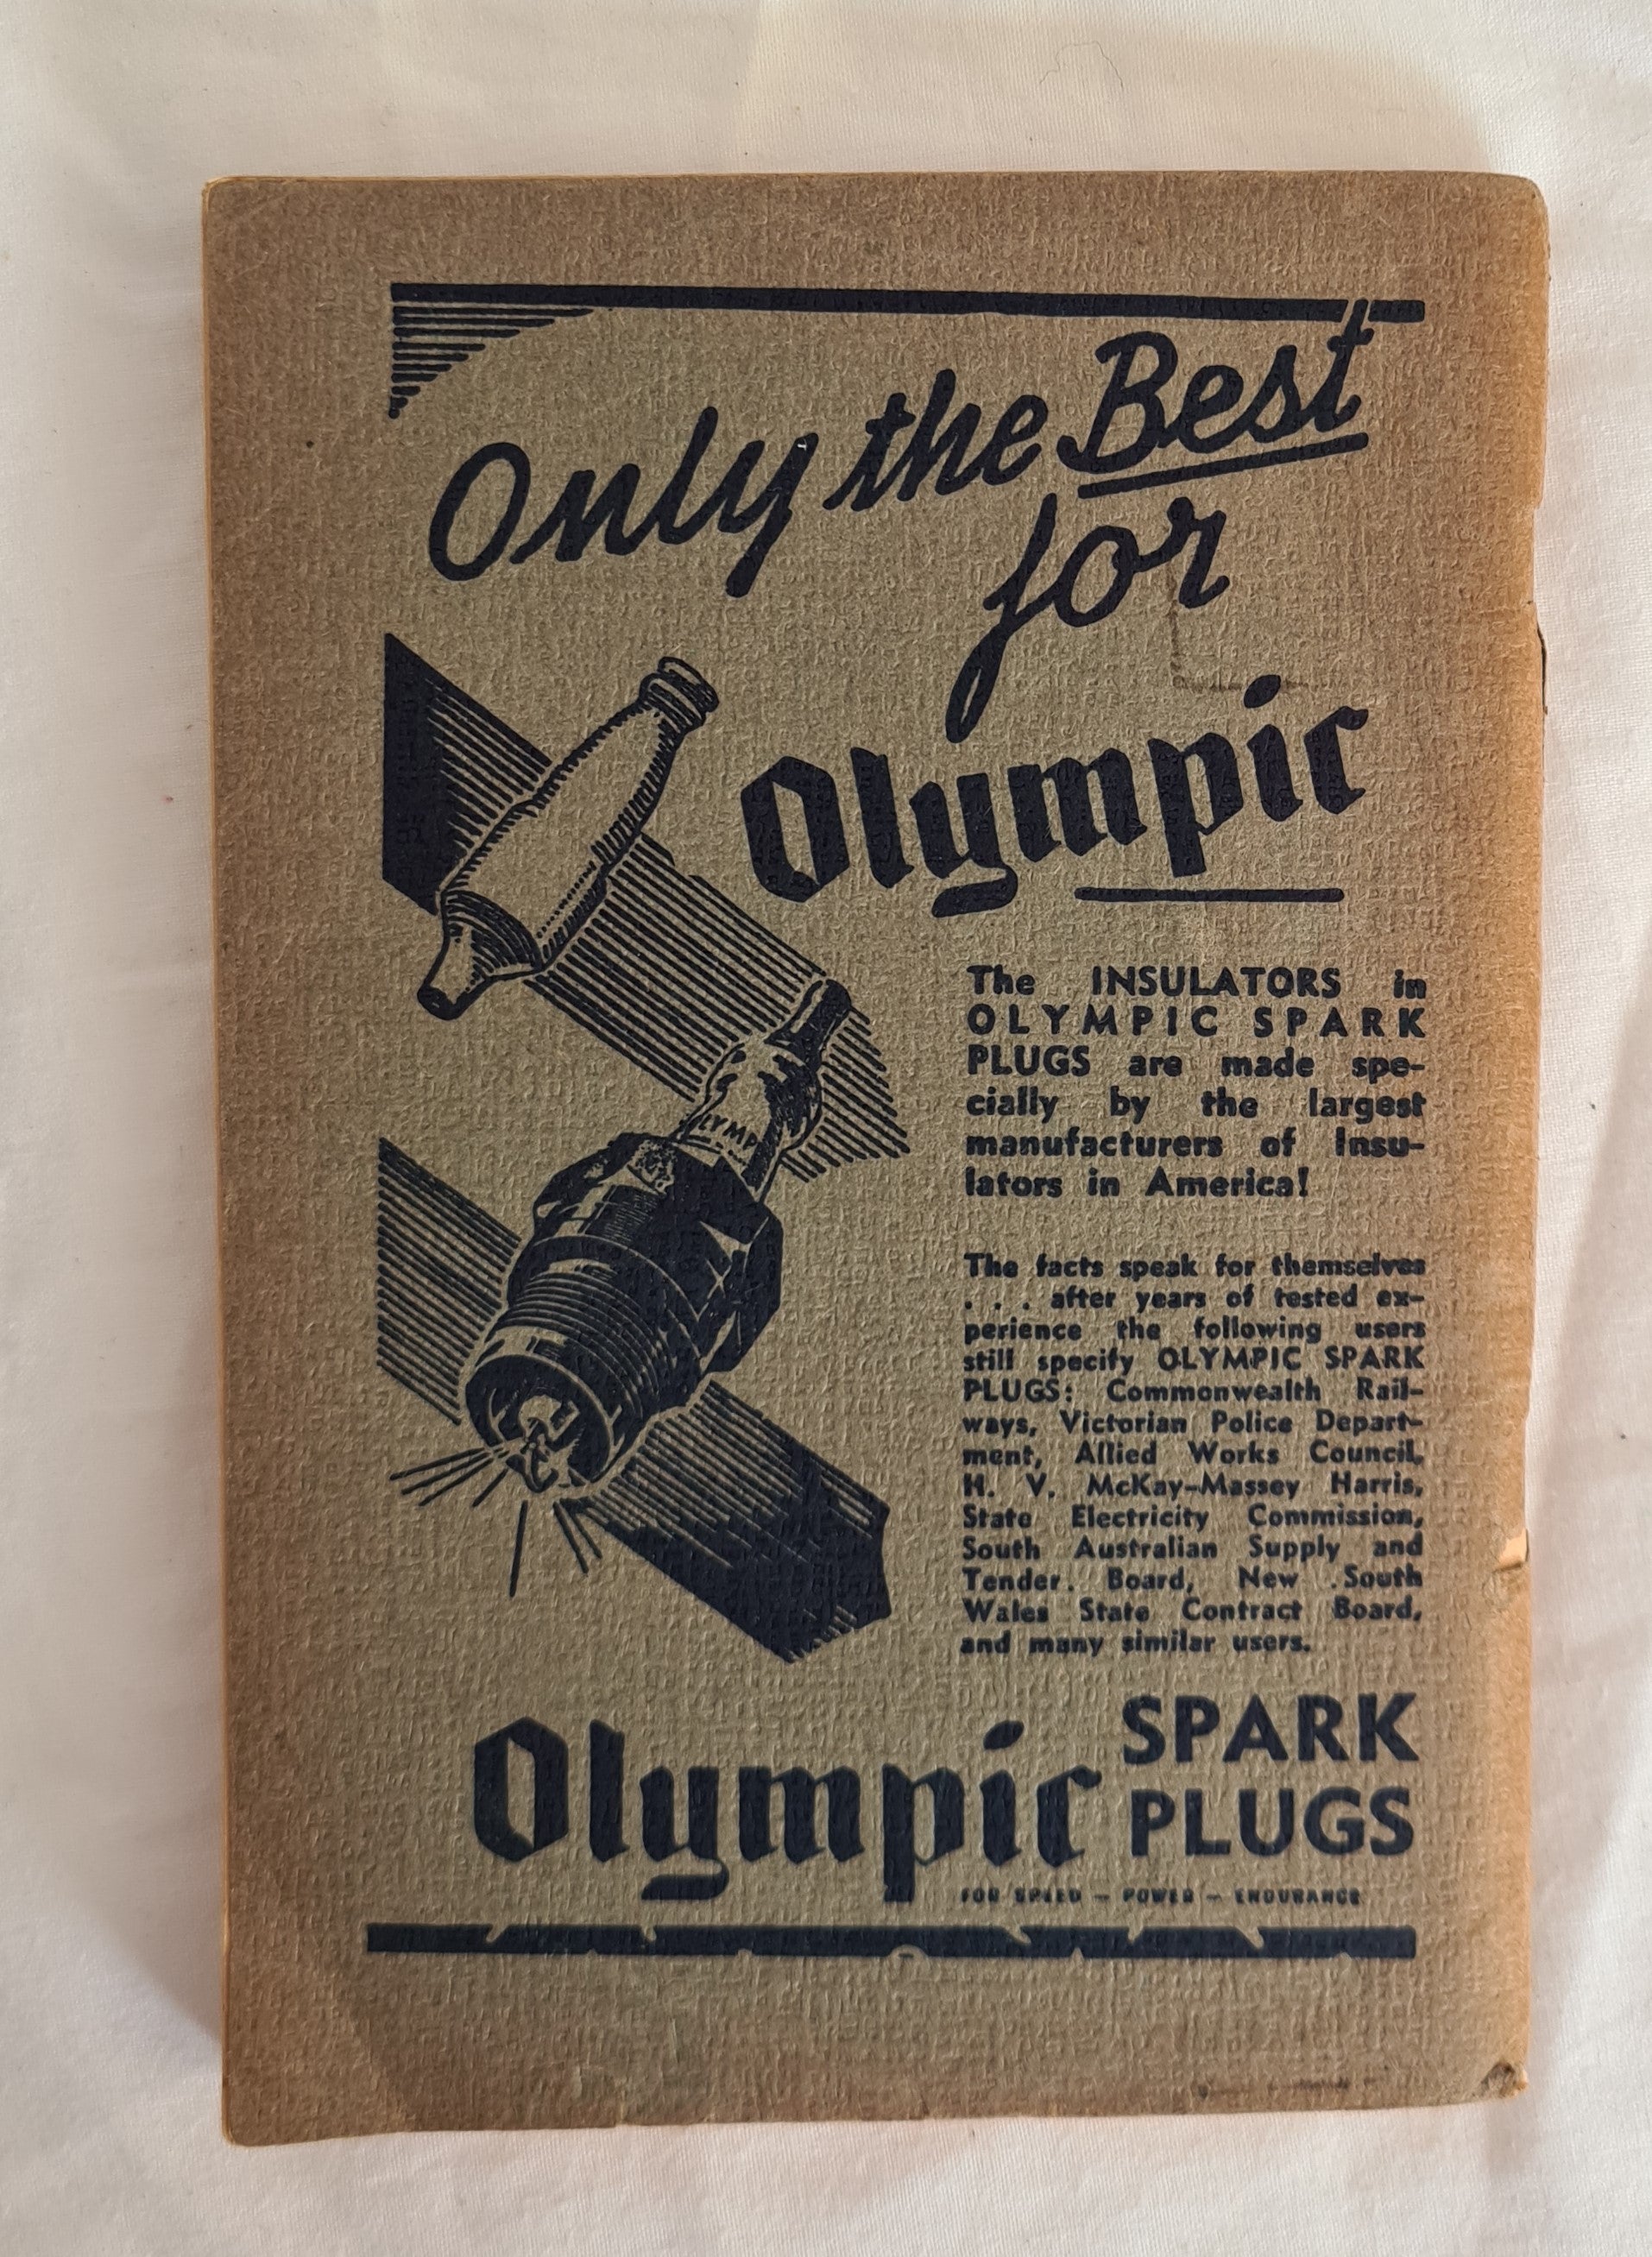 Only the Best
for
Olympic
The INSULATORS in
OLYMPIC SPARK
PLUGS are made spe-
cially by the largest
manufacturers of Insu-
lators in America!
LYMP
The facts speak for themselves
. . . after years of tested ex-
perience the following users
still specify OLYMPIC SPARK
PLUGS: Commonwealth Rail-
ways, Victorian Police Depart-
ment, Allied Works Council,
H. V. McKay-Massey Harris,
State Electricity Commission,
South Australian Supply and
Tender. Board, New .South
Wales State Contract Board,
and many similar users.
Olympic SPARK
PLUGS
FOR SPEED — POWER — ENDURANCE